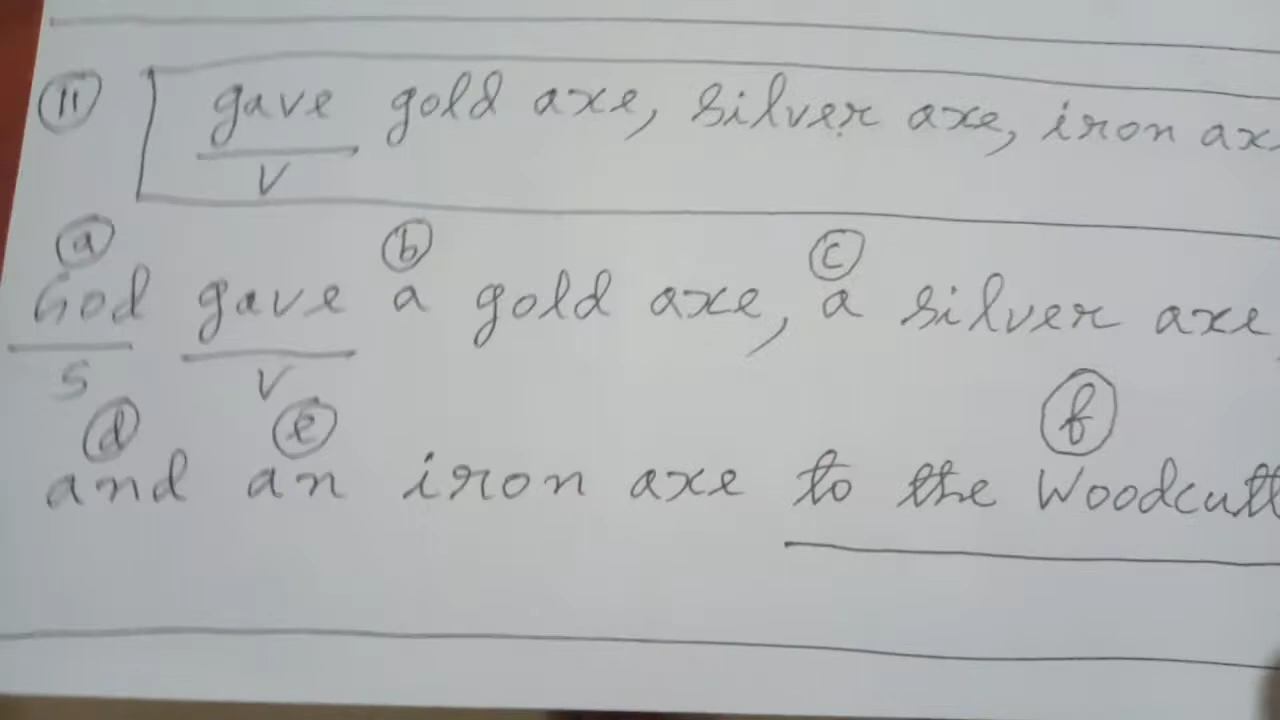 11 gave gold axe, silver axe, iron ax
V
a b c
God gave a gold axe, a silver axe,
S V
d e f
and an iron axe to the Woodcutt